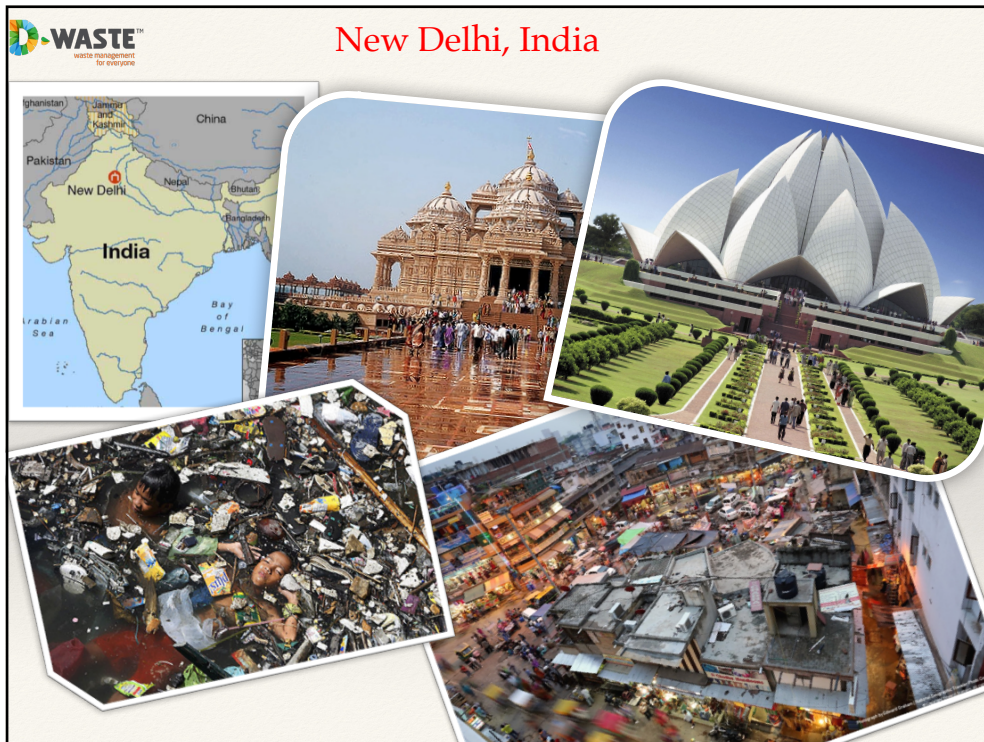 D-WASTE™
waste management
for everyone
New Delhi, India
Afghanistan
Jammu
and
Kashmir
China
Pakistan
New Delhi
Nepal
Bhutan
Bangladesh
India
Bay
of
Bengal
Arabian
Sea